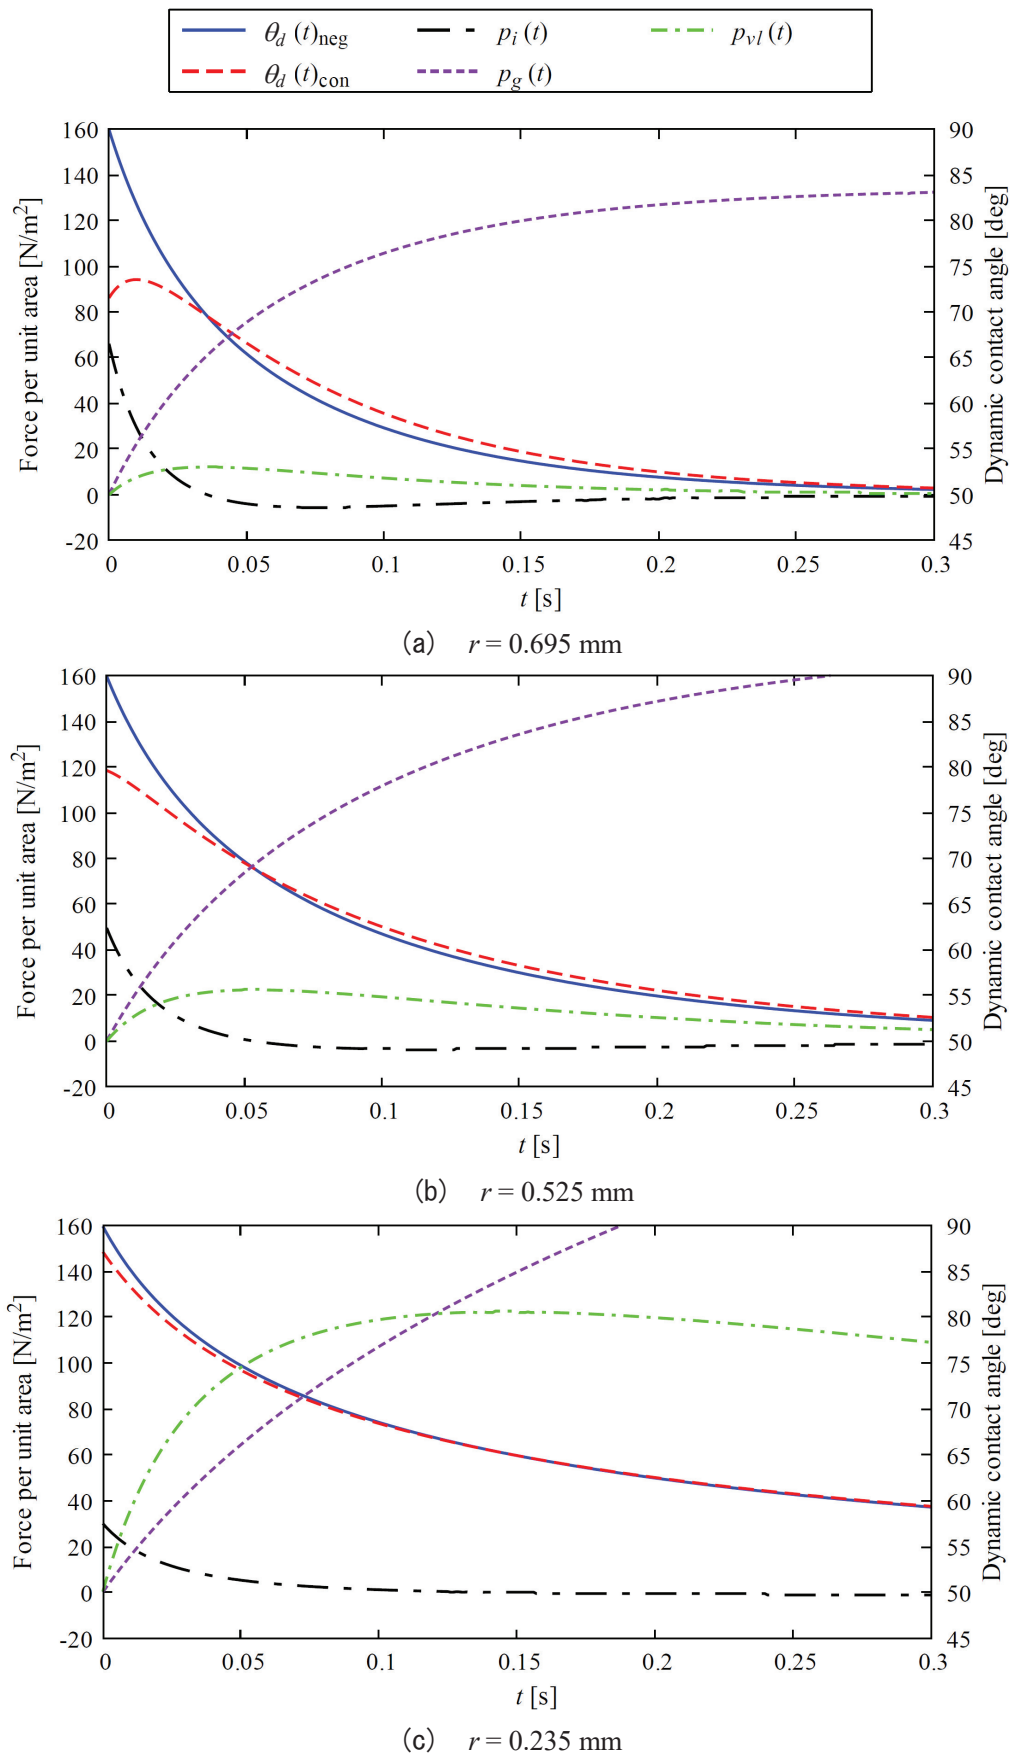 θd (t)neg pi (t) pvl (t)
θd (t)con pg (t)
160 90
140 85
120 80
100 75
80 70
60 65
40 60
20 55
0 50
-20 45
Force per unit area [N/m²]
Dynamic contact angle [deg]
0 0.05 0.1 0.15 0.2 0.25 0.3
t [s]
(a) r = 0.695 mm
160 90
140 85
120 80
100 75
80 70
60 65
40 60
20 55
0 50
-20 45
Force per unit area [N/m²]
Dynamic contact angle [deg]
0 0.05 0.1 0.15 0.2 0.25 0.3
t [s]
(b) r = 0.525 mm
160 90
140 85
120 80
100 75
80 70
60 65
40 60
20 55
0 50
-20 45
Force per unit area [N/m²]
Dynamic contact angle [deg]
0 0.05 0.1 0.15 0.2 0.25 0.3
t [s]
(c) r = 0.235 mm